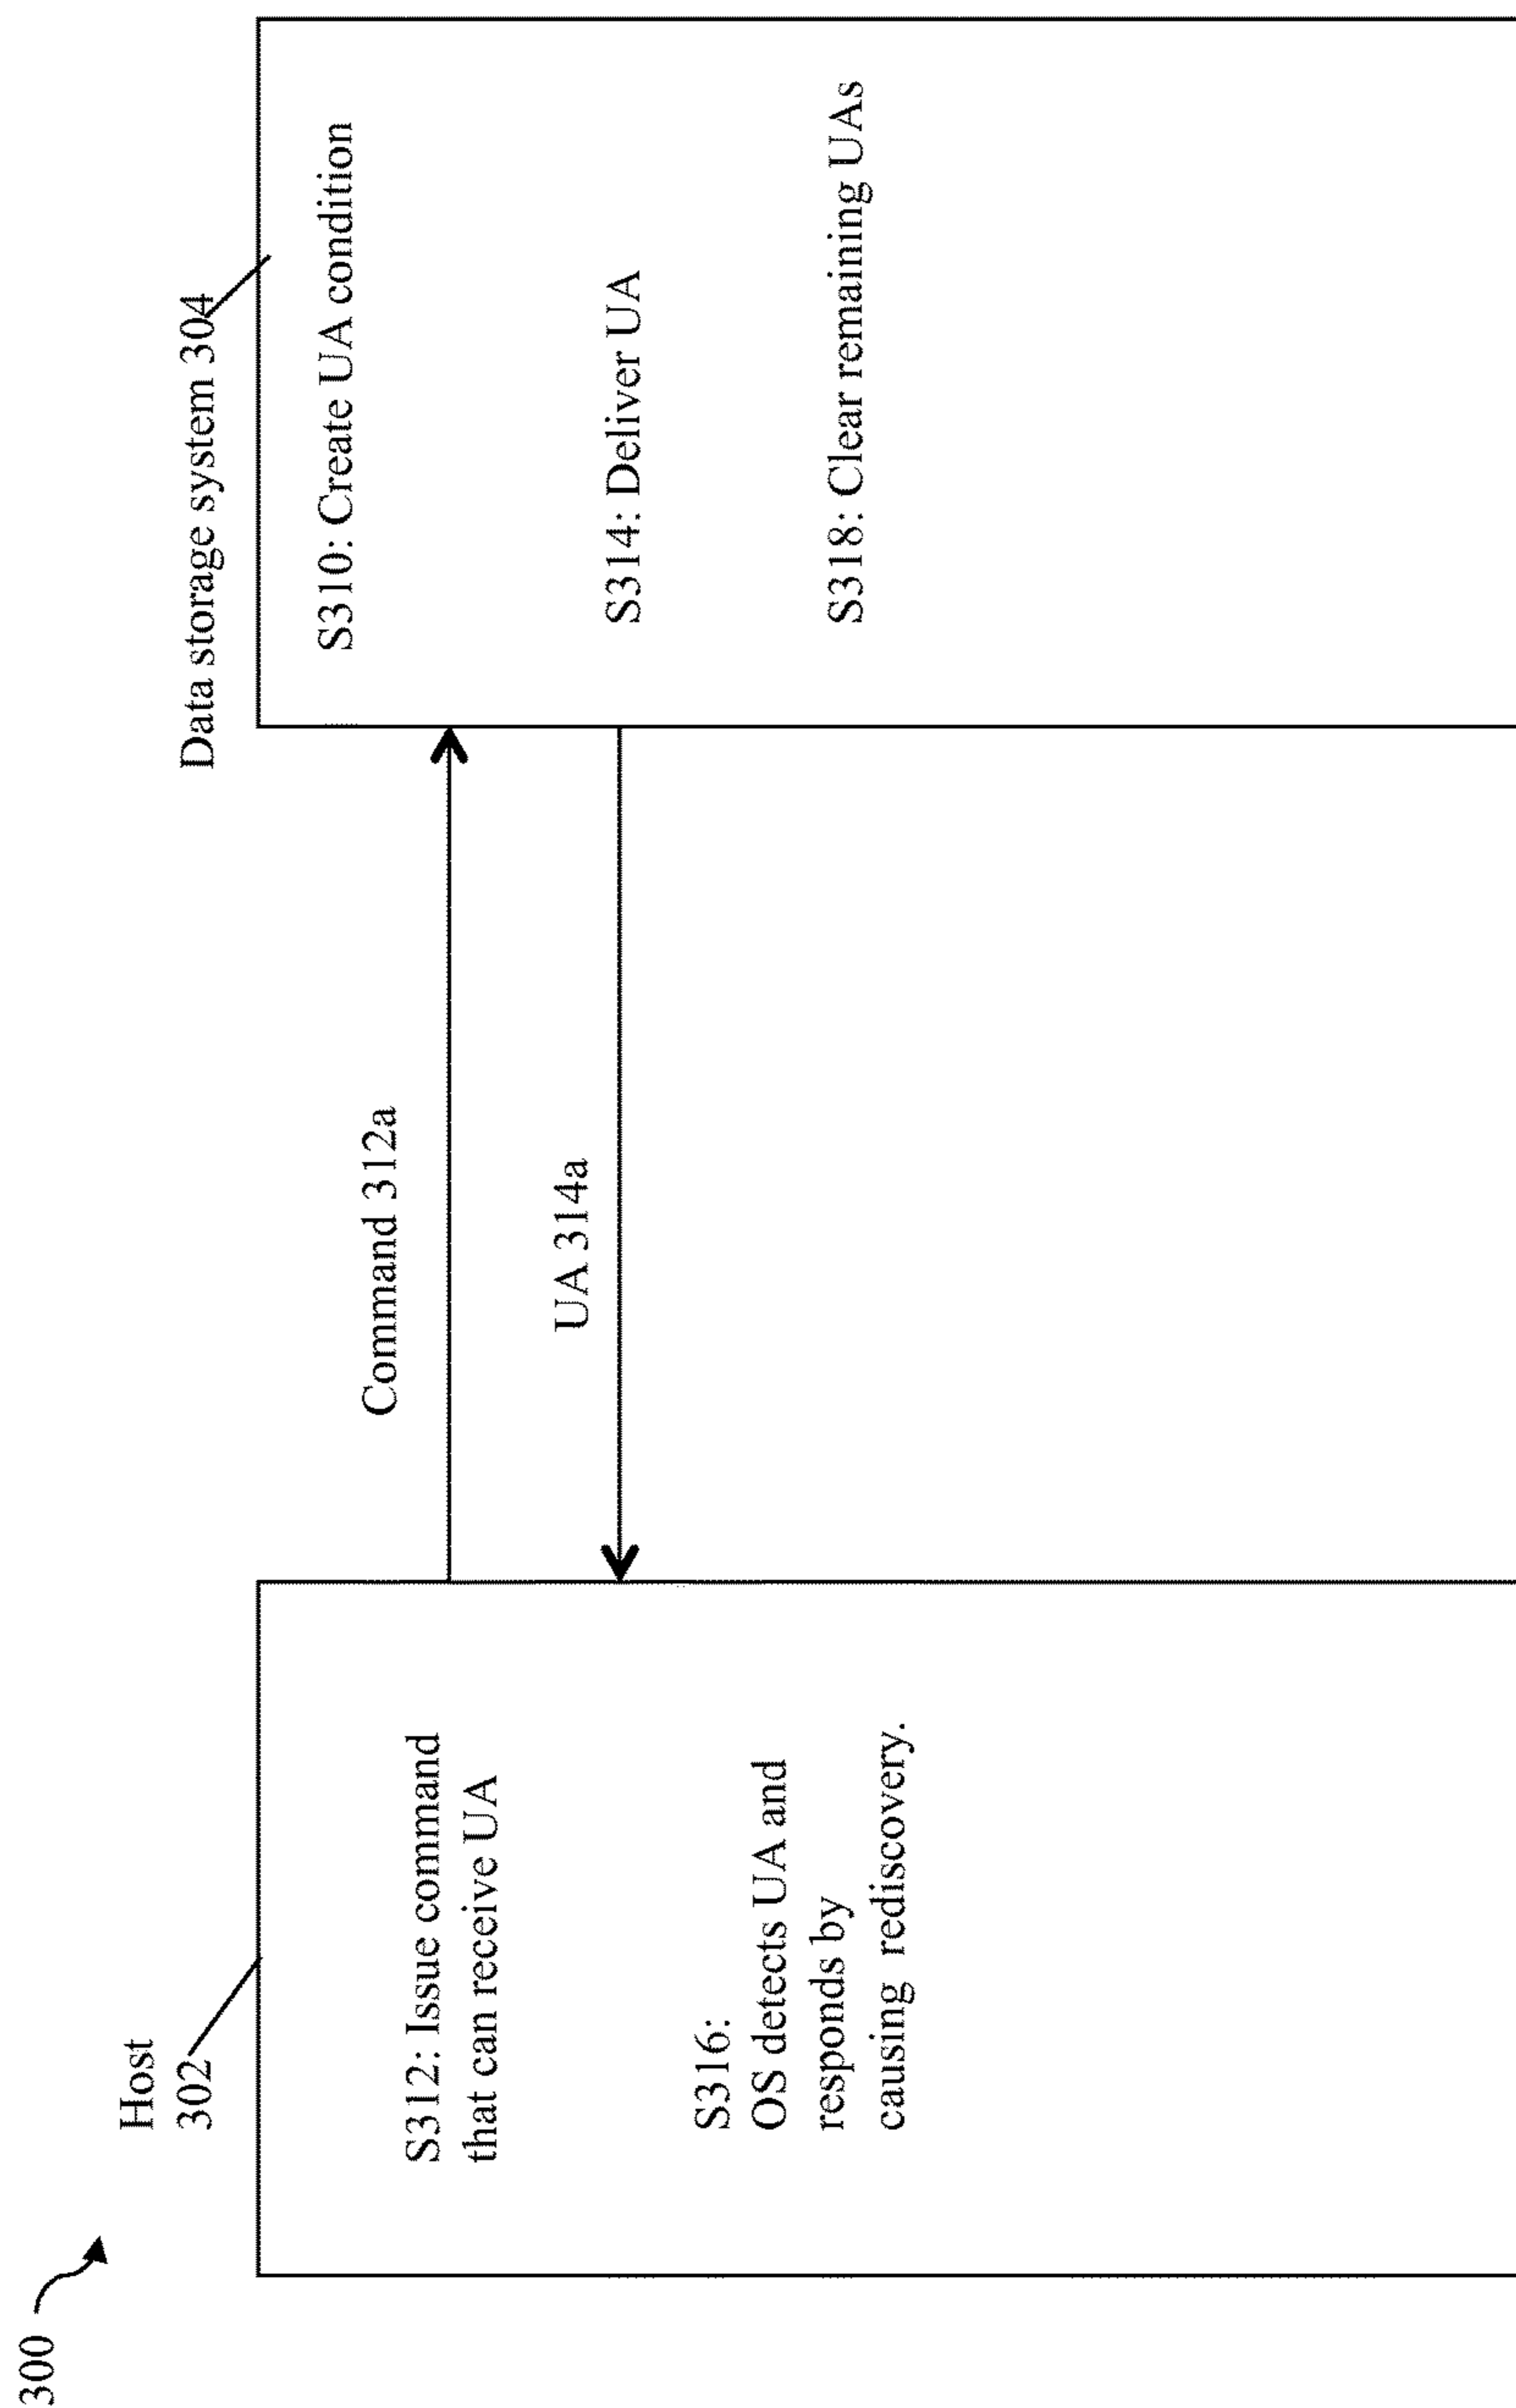 300
Host
302
Data storage system 304
S310: Create UA condition
Command 312a
S312: Issue command
that can receive UA
UA 314a
S314: Deliver UA
S316:
OS detects UA and
responds by
causing rediscovery.
S318: Clear remaining UAs